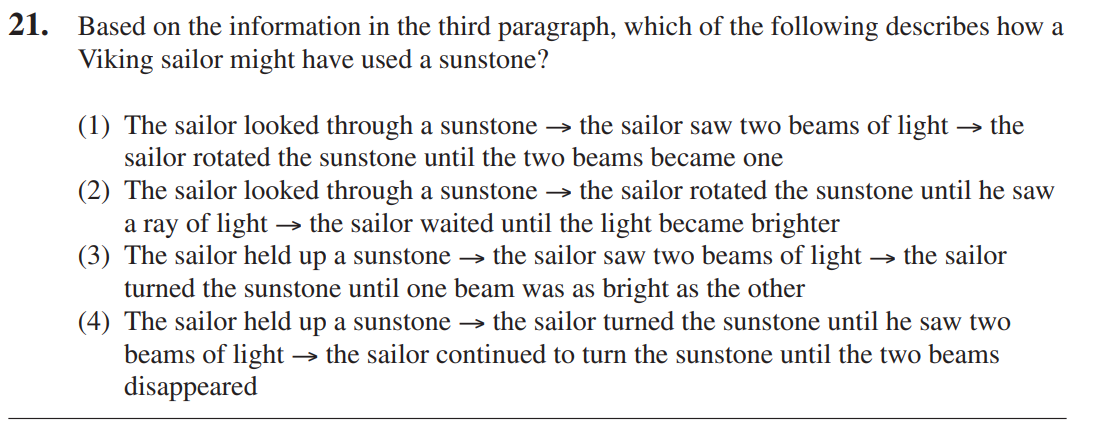 21. Based on the information in the third paragraph, which of the following describes how a
Viking sailor might have used a sunstone?
(1) The sailor looked through a sunstone → the sailor saw two beams of light → the
sailor rotated the sunstone until the two beams became one
(2) The sailor looked through a sunstone → the sailor rotated the sunstone until he saw
a ray of light → the sailor waited until the light became brighter
(3) The sailor held up a sunstone → the sailor saw two beams of light → the sailor
turned the sunstone until one beam was as bright as the other
(4) The sailor held up a sunstone → the sailor turned the sunstone until he saw two
beams of light → the sailor continued to turn the sunstone until the two beams
disappeared